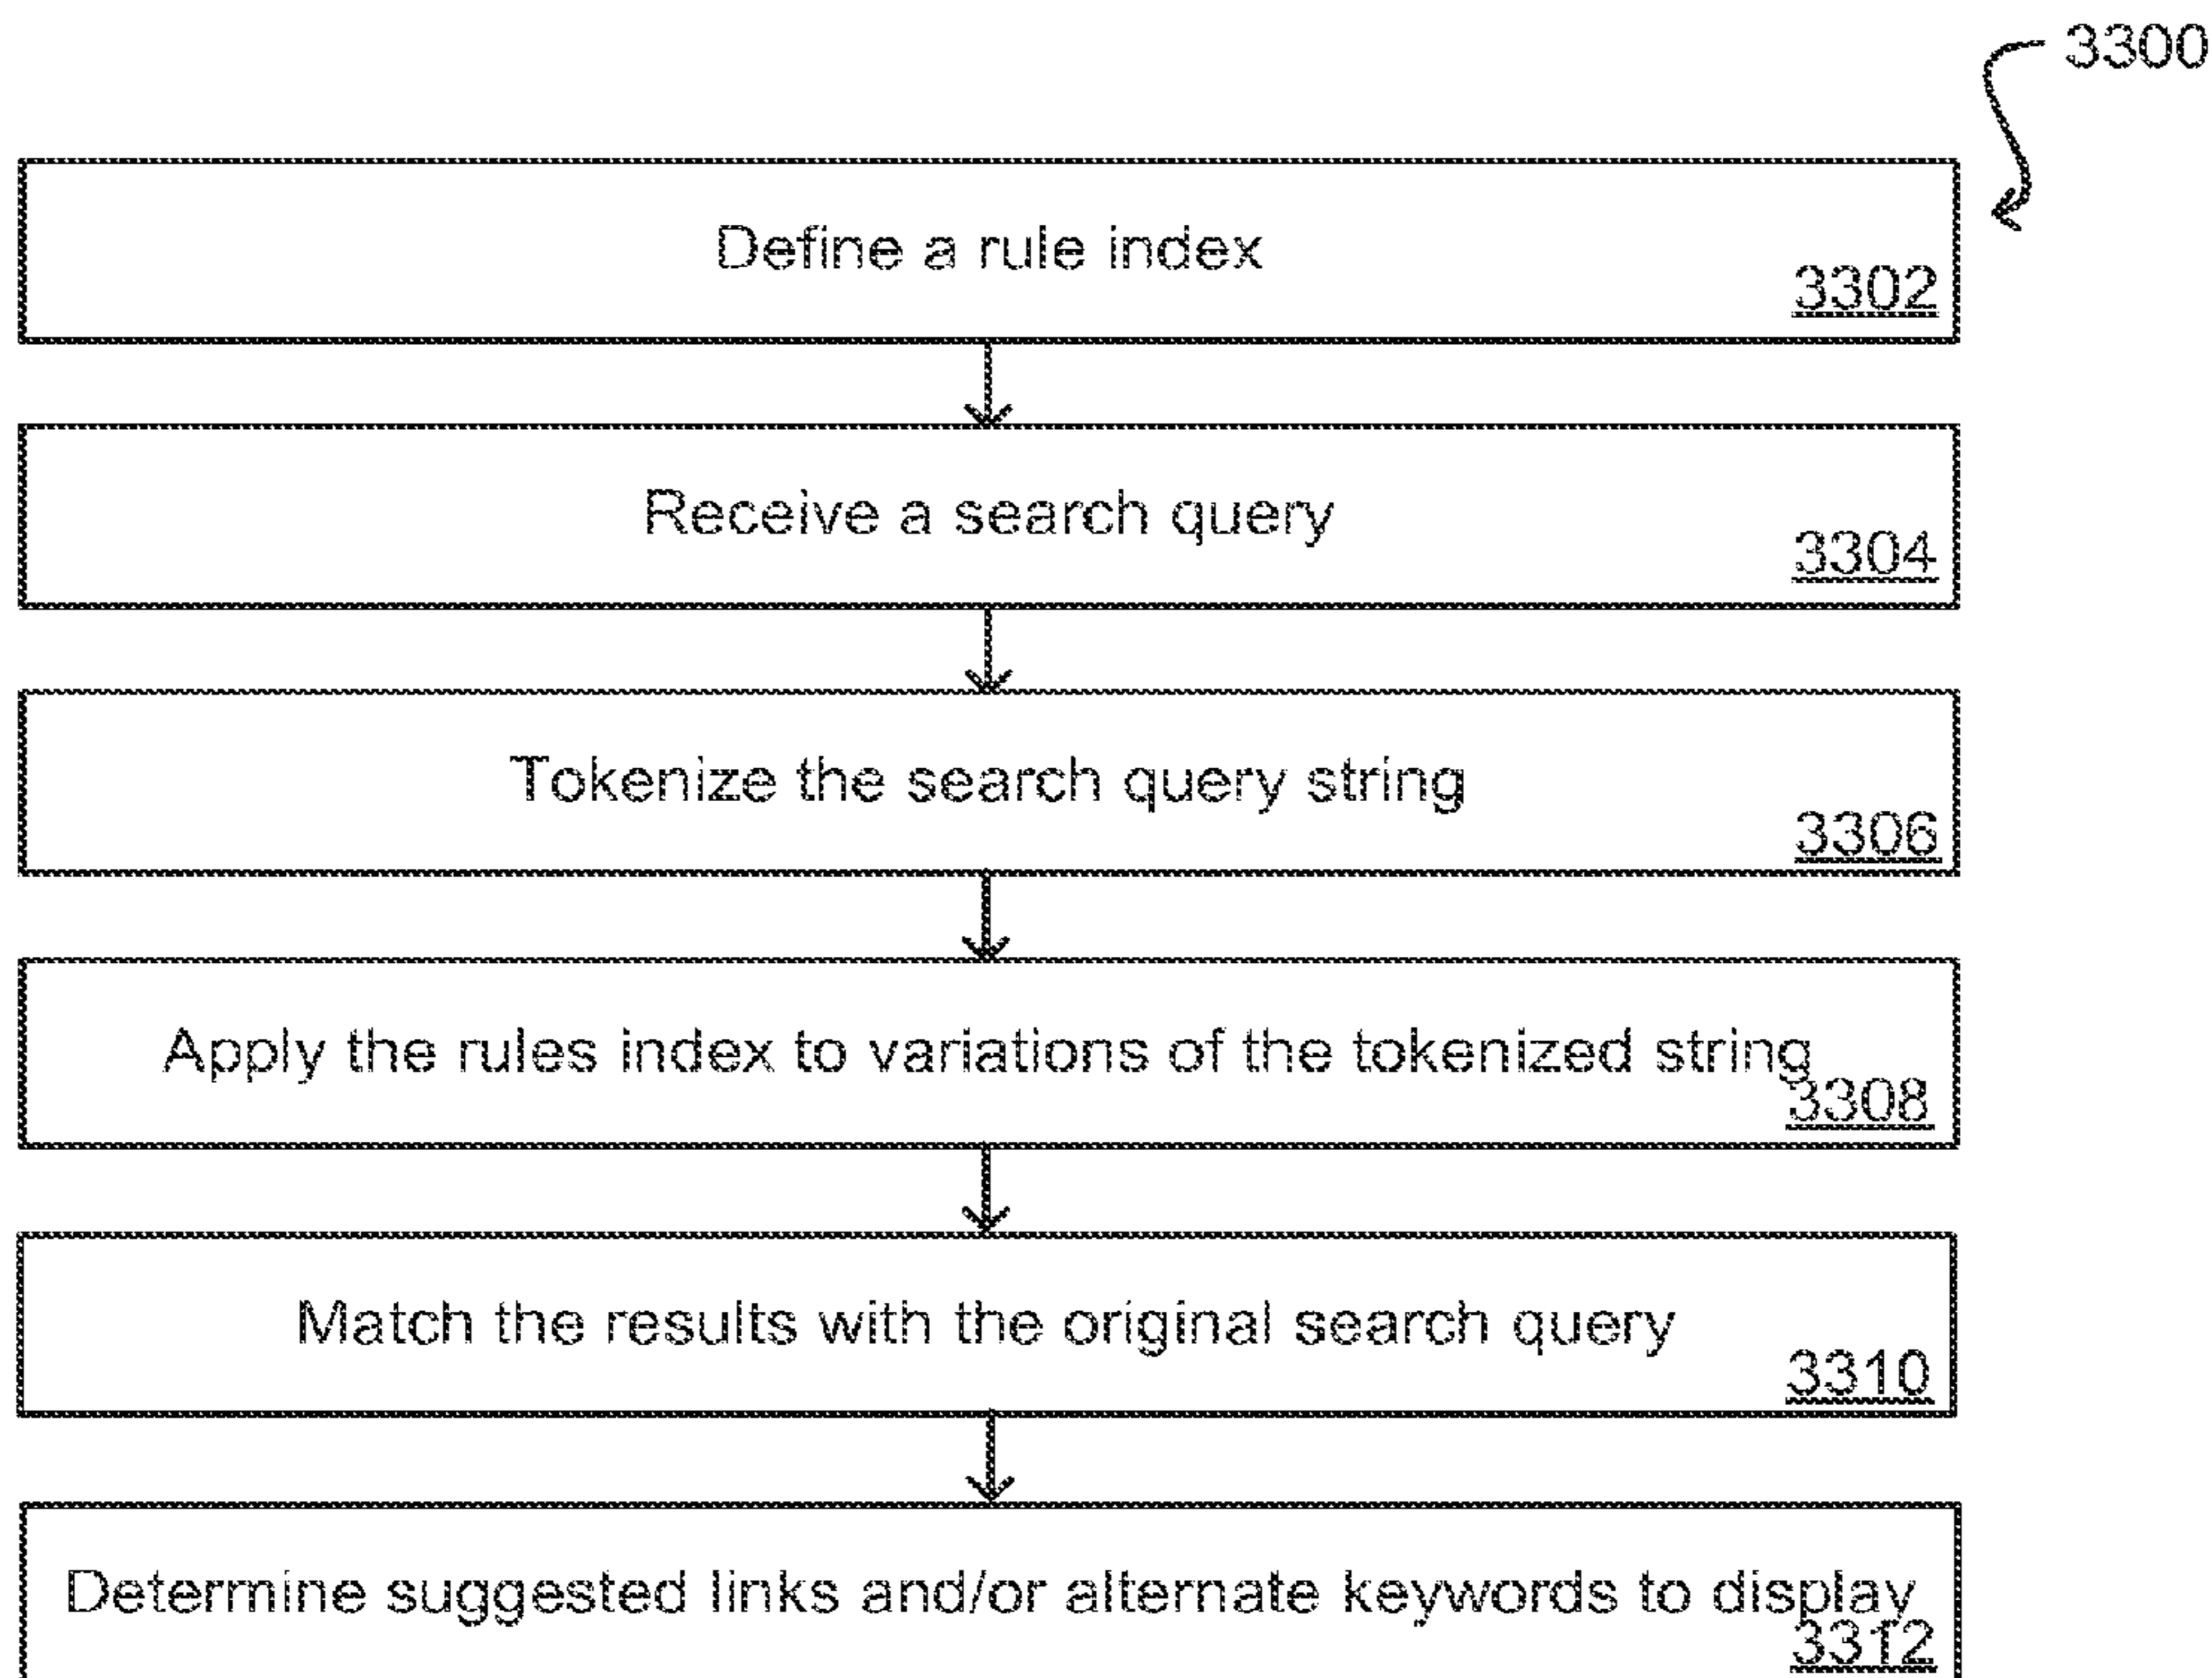 3300
Define a rule index
3302
Receive a search query
3304
Tokenize the search query string
3306
Apply the rules index to variations of the tokenized string
3308
Match the results with the original search query
3310
Determine suggested links and/or alternate keywords to display
3312